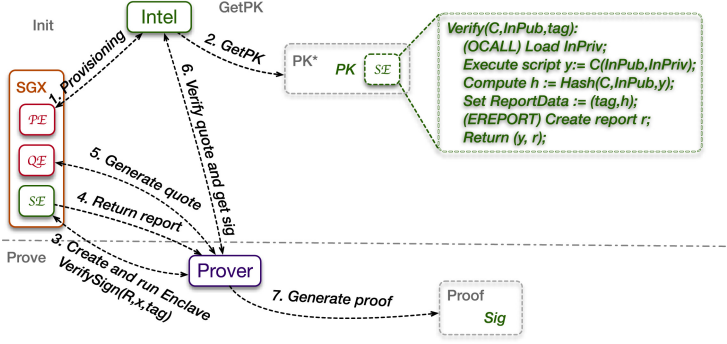 Init
Intel
GetPK
1. Provisioning
2. GetPK
SGX
PE
QE
SE
6. Verify quote and get sig
5. Generate quote
4. Return report
3. Create and run Enclave
VerifySign(R,x,tag)
PK*
PK
SE
Verify(C,InPub,tag):
(OCALL) Load InPriv;
Execute script y:= C(InPub,InPriv);
Compute h := Hash(C,InPub,y);
Set ReportData := (tag,h);
(EREPORT) Create report r;
Return (y, r);
Prove
Prover
7. Generate proof
Proof
Sig